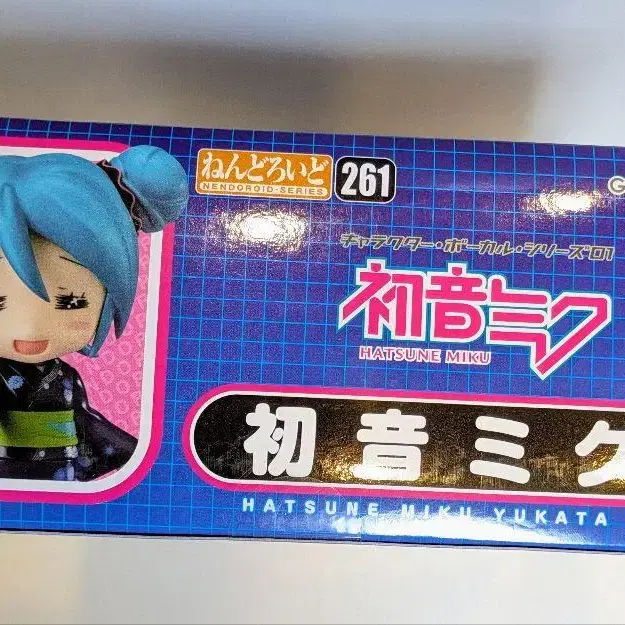 ねんどろいど
NENDOROID-SERIES
261
G
キャラクター・ボーカル・シリーズ01
初音ミク
HATSUNE MIKU
初音ミク
HATSUNE MIKU YUKATA